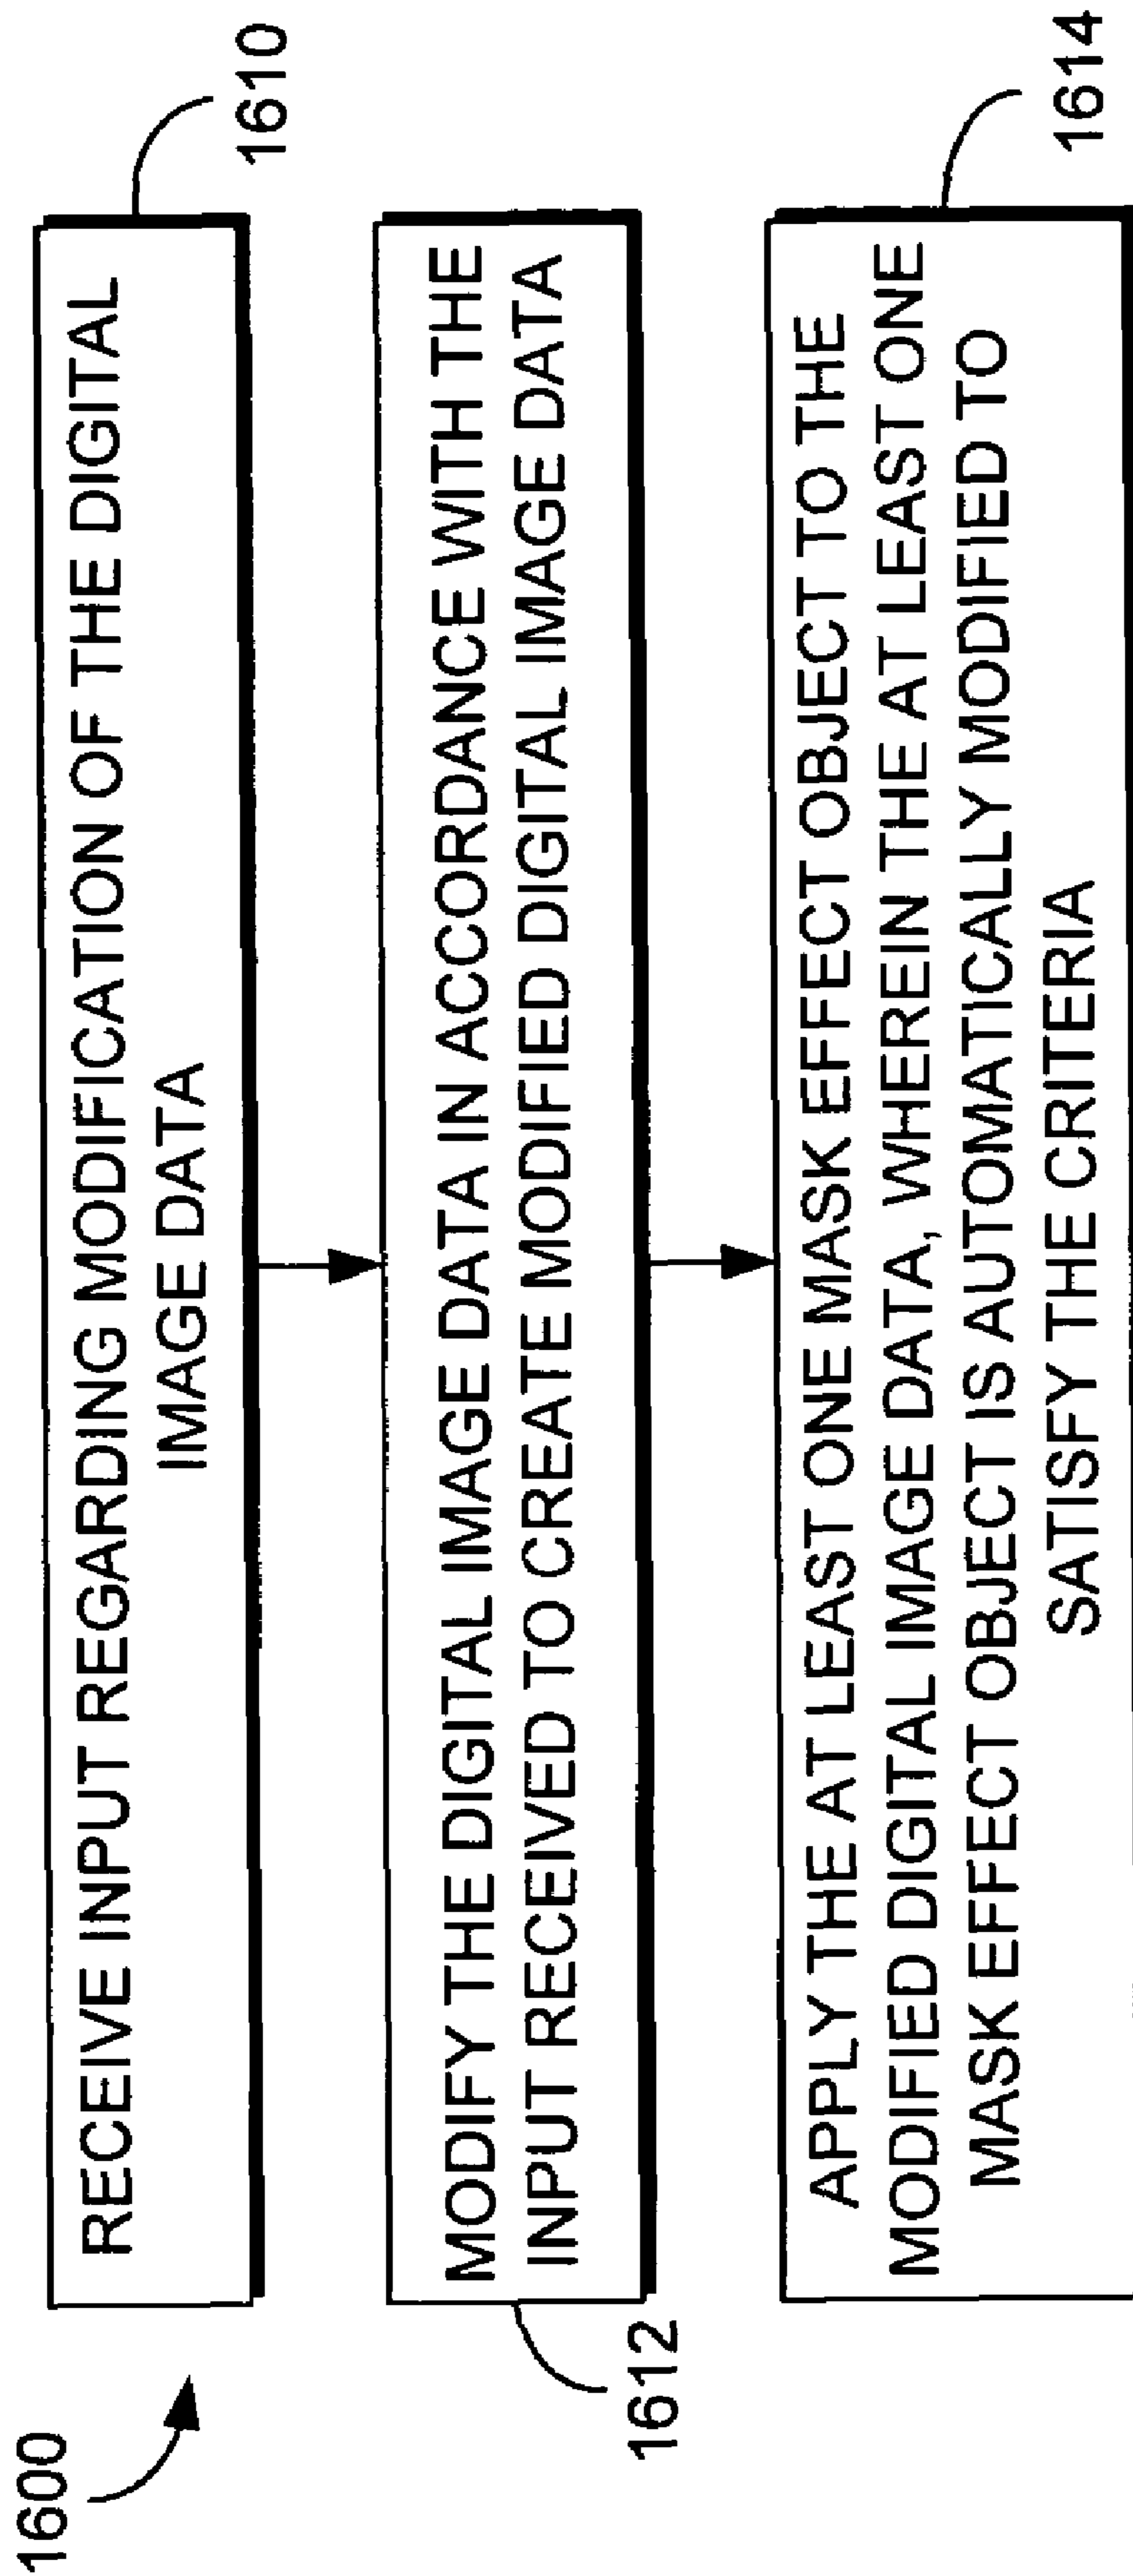 1600
RECEIVE INPUT REGARDING MODIFICATION OF THE DIGITAL
IMAGE DATA
1610
MODIFY THE DIGITAL IMAGE DATA IN ACCORDANCE WITH THE
INPUT RECEIVED TO CREATE MODIFIED DIGITAL IMAGE DATA
1612
APPLY THE AT LEAST ONE MASK EFFECT OBJECT TO THE
MODIFIED DIGITAL IMAGE DATA, WHEREIN THE AT LEAST ONE
MASK EFFECT OBJECT IS AUTOMATICALLY MODIFIED TO
SATISFY THE CRITERIA
1614